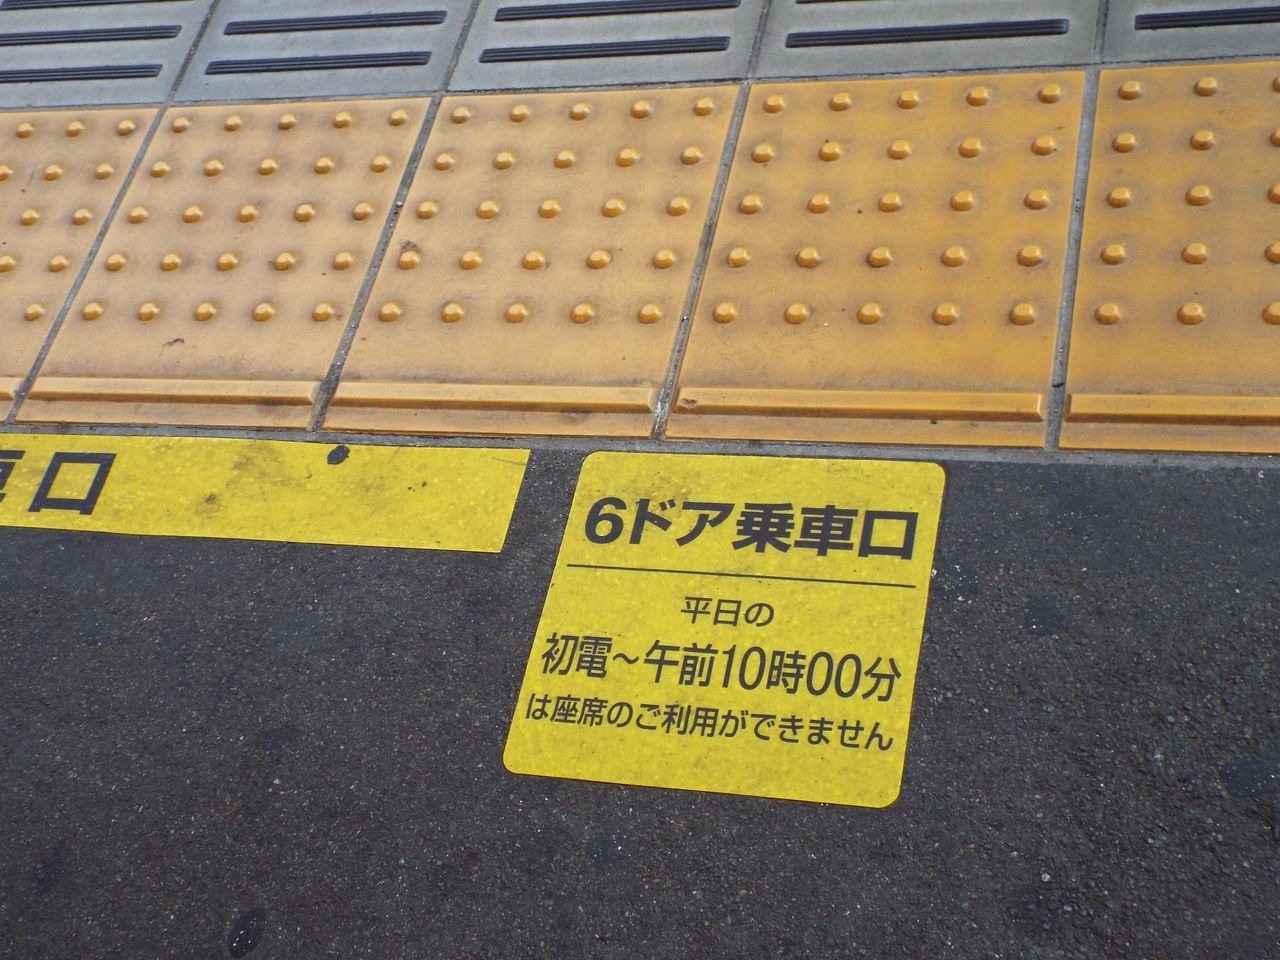 車口
6ドア乗車口
平日の
初電～午前10時00分
は座席のご利用ができません